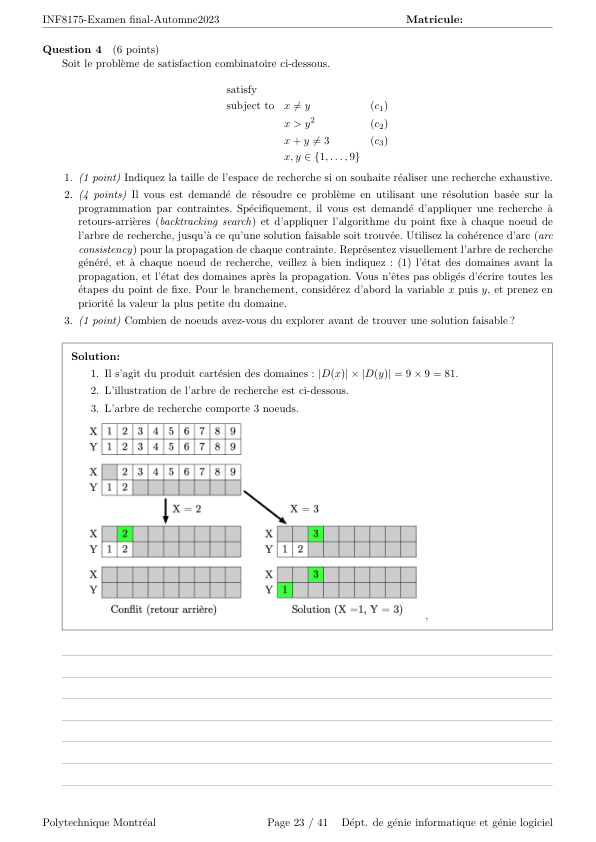 INF8175-Examen final-Automne2023 Matricule:
Question 4 (6 points)
Soit le problème de satisfaction combinatoire ci-dessous.
satisfy
subject to x ≠ y (c₁)
x > y² (c₂)
x + y ≠ 3 (c₃)
x, y ∈ {1, . . . , 9}
1. (1 point) Indiquez la taille de l'espace de recherche si on souhaite réaliser une recherche exhaustive.
2. (4 points) Il vous est demandé de résoudre ce problème en utilisant une résolution basée sur la
programmation par contraintes. Spécifiquement, il vous est demandé d'appliquer une recherche à
retours-arrières (backtracking search) et d'appliquer l'algorithme du point fixe à chaque noeud de
l'arbre de recherche, jusqu'à ce qu'une solution faisable soit trouvée. Utilisez la cohérence d'arc (arc
consistency) pour la propagation de chaque contrainte. Représentez visuellement l'arbre de recherche
généré, et à chaque noeud de recherche, veillez à bien indiquez : (1) l'état des domaines avant la
propagation, et l'état des domaines après la propagation. Vous n'êtes pas obligés d'écrire toutes les
étapes du point de fixe. Pour le branchement, considérez d'abord la variable x puis y, et prenez en
priorité la valeur la plus petite du domaine.
3. (1 point) Combien de noeuds avez-vous du explorer avant de trouver une solution faisable ?
Solution:
1. Il s'agit du produit cartésien des domaines : |D(x)| × |D(y)| = 9 × 9 = 81.
2. L'illustration de l'arbre de recherche est ci-dessous.
3. L'arbre de recherche comporte 3 noeuds.
X 1 2 3 4 5 6 7 8 9
Y 1 2 3 4 5 6 7 8 9
X 2 3 4 5 6 7 8 9
Y 1 2
X = 2 X = 3
X 2 X 3
Y 1 2 Y 1 2
X X 3
Y Y 1
Conflit (retour arrière) Solution (X =1, Y = 3)
,
Polytechnique Montréal Page 23 / 41 Dépt. de génie informatique et génie logiciel